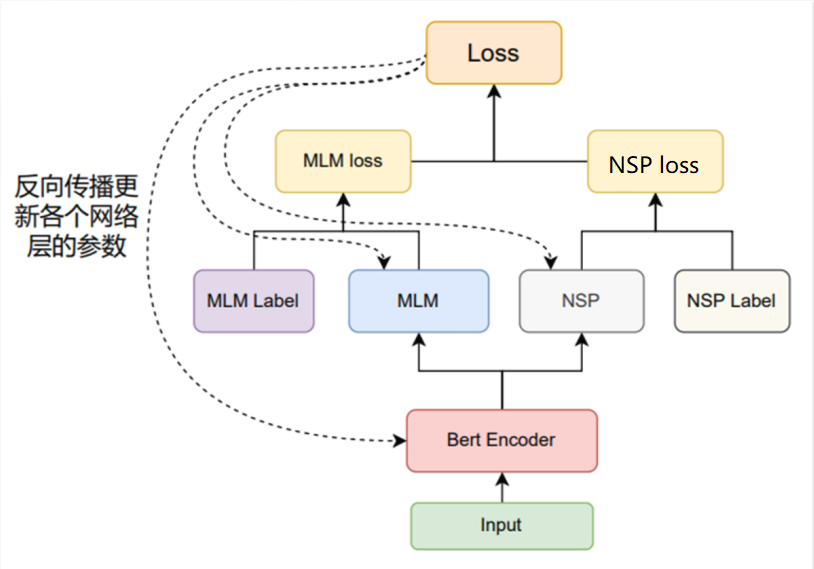 Loss
MLM loss
NSP loss
反向传播更
新各个网络
层的参数
MLM Label
MLM
NSP
NSP Label
Bert Encoder
Input